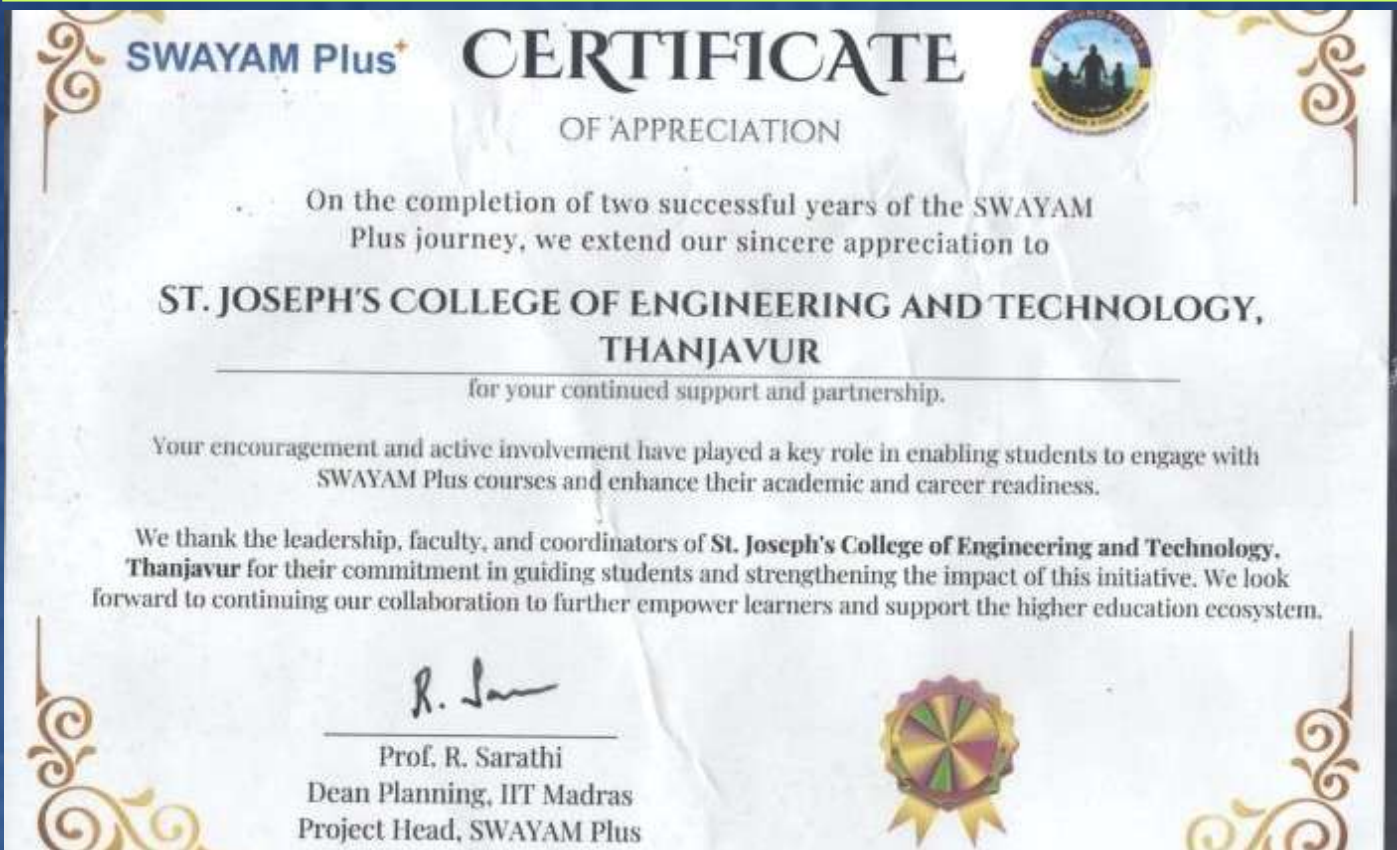 SWAYAM Plus+
CERTIFICATE
OF APPRECIATION
On the completion of two successful years of the SWAYAM
Plus journey, we extend our sincere appreciation to
ST. JOSEPH'S COLLEGE OF ENGINEERING AND TECHNOLOGY,
THANJAVUR
for your continued support and partnership.
Your encouragement and active involvement have played a key role in enabling students to engage with
SWAYAM Plus courses and enhance their academic and career readiness.
We thank the leadership, faculty, and coordinators of St. Joseph's College of Engineering and Technology,
Thanjavur for their commitment in guiding students and strengthening the impact of this initiative. We look
forward to continuing our collaboration to further empower learners and support the higher education ecosystem.
Prof. R. Sarathi
Dean Planning, IIT Madras
Project Head, SWAYAM Plus